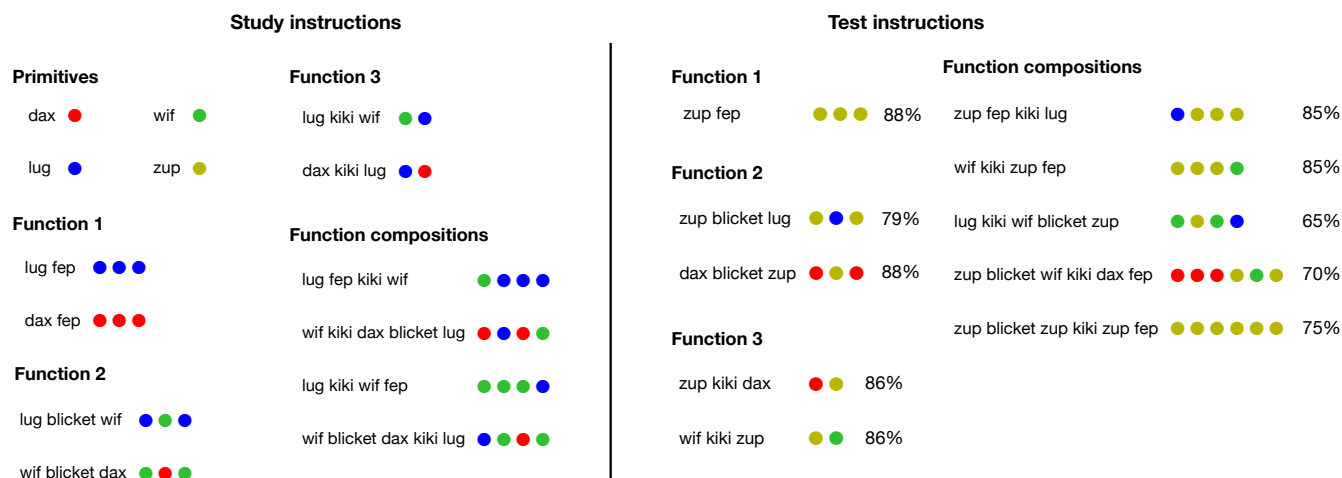 Study instructions
Primitives
dax
wif
lug
zup
Function 1
lug fep
dax fep
Function 2
lug blicket wif
wif blicket dax
Function 3
lug kiki wif
dax kiki lug
Function compositions
lug fep kiki wif
wif kiki dax blicket lug
lug kiki wif fep
wif blicket dax kiki lug
Test instructions
Function 1
zup fep 88%
Function 2
zup blicket lug 79%
dax blicket zup 88%
Function 3
zup kiki dax 86%
wif kiki zup 86%
Function compositions
zup fep kiki lug 85%
wif kiki zup fep 85%
lug kiki wif blicket zup 65%
zup blicket wif kiki dax fep 70%
zup blicket zup kiki zup fep 75%